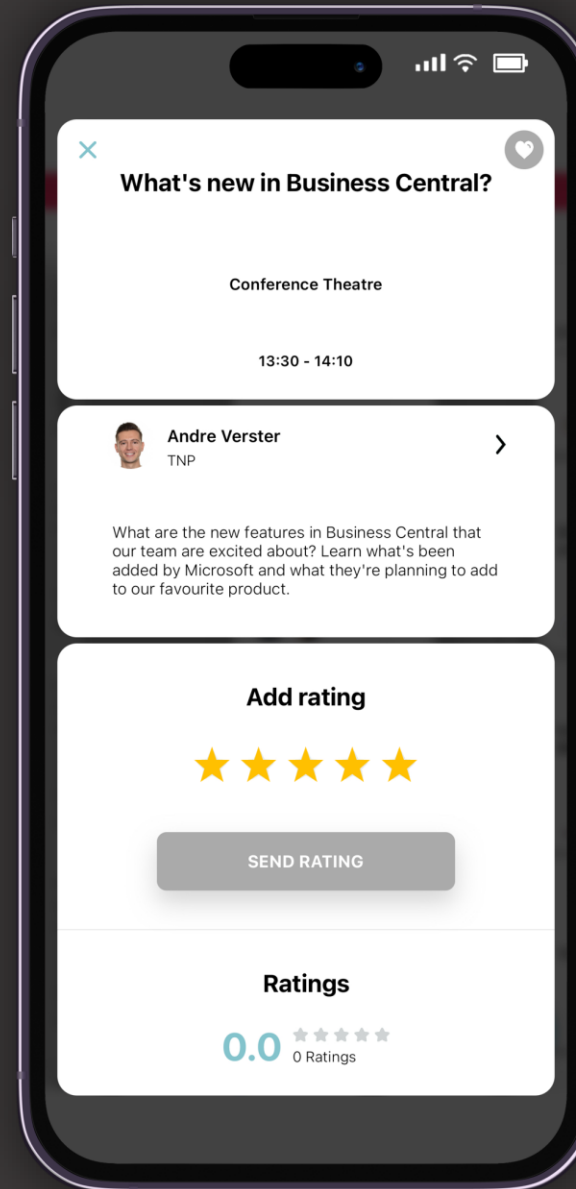 What's new in Business Central?
Conference Theatre
13:30 - 14:10
Andre Verster
TNP
What are the new features in Business Central that
our team are excited about? Learn what's been
added by Microsoft and what they're planning to add
to our favourite product.
Add rating
SEND RATING
Ratings
0.0
0 Ratings